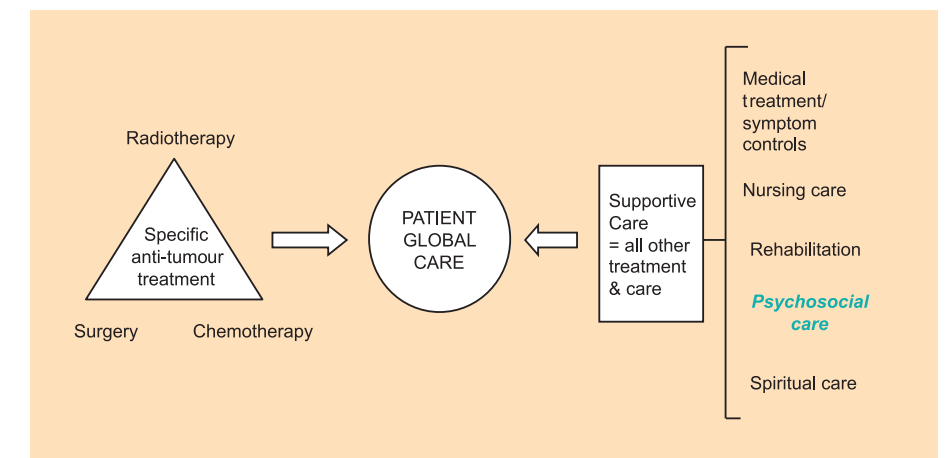 Radiotherapy
Specific
anti-tumour
treatment
Surgery
Chemotherapy
PATIENT
GLOBAL
CARE
Supportive
Care
= all other
treatment
& care
Medical
treatment/
symptom
controls
Nursing care
Rehabilitation
Psychosocial
care
Spiritual care